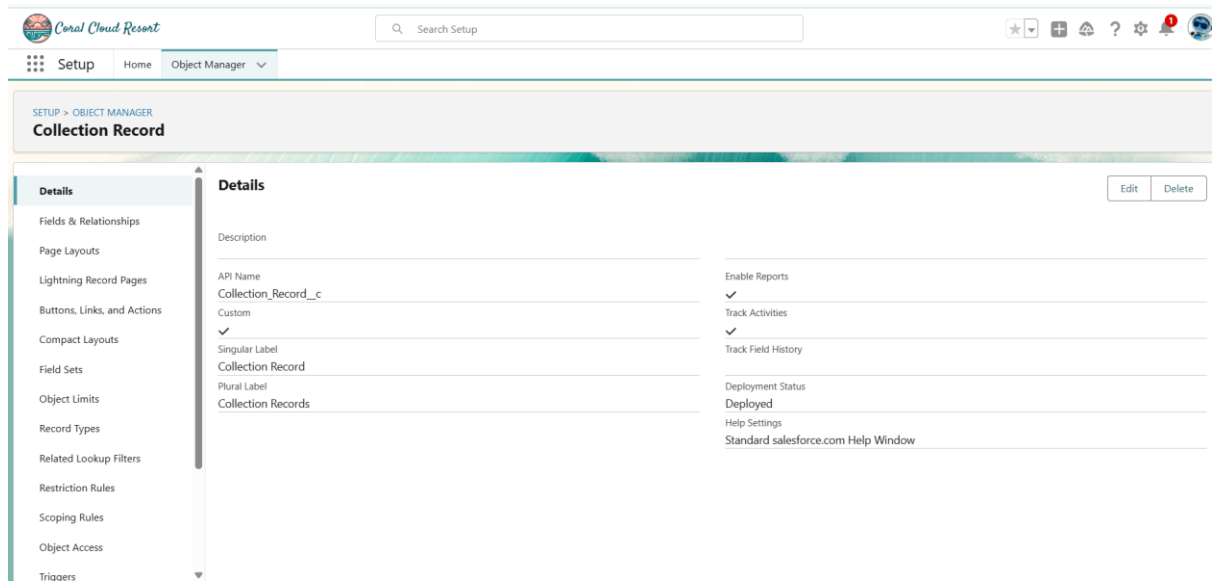 Coral Cloud Resort
Search Setup
1
Setup
Home
Object Manager
SETUP > OBJECT MANAGER
Collection Record
Details
Fields & Relationships
Page Layouts
Lightning Record Pages
Buttons, Links, and Actions
Compact Layouts
Field Sets
Object Limits
Record Types
Related Lookup Filters
Restriction Rules
Scoping Rules
Object Access
Triggers
Details
Edit
Delete
Description
API Name
Collection_Record__c
Custom
Singular Label
Collection Record
Plural Label
Collection Records
Enable Reports
Track Activities
Track Field History
Deployment Status
Deployed
Help Settings
Standard salesforce.com Help Window